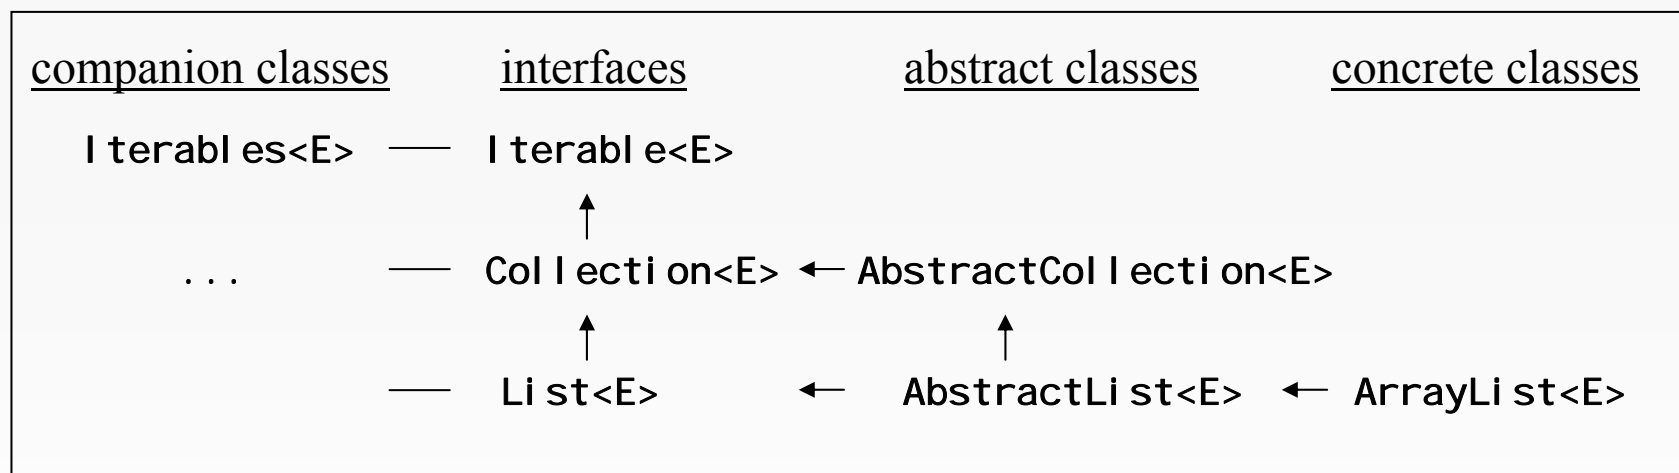 companion classes interfaces abstract classes concrete classes
Iterables<E> Iterable<E>
... Collection<E> AbstractCollection<E>
List<E> AbstractList<E> ArrayList<E>